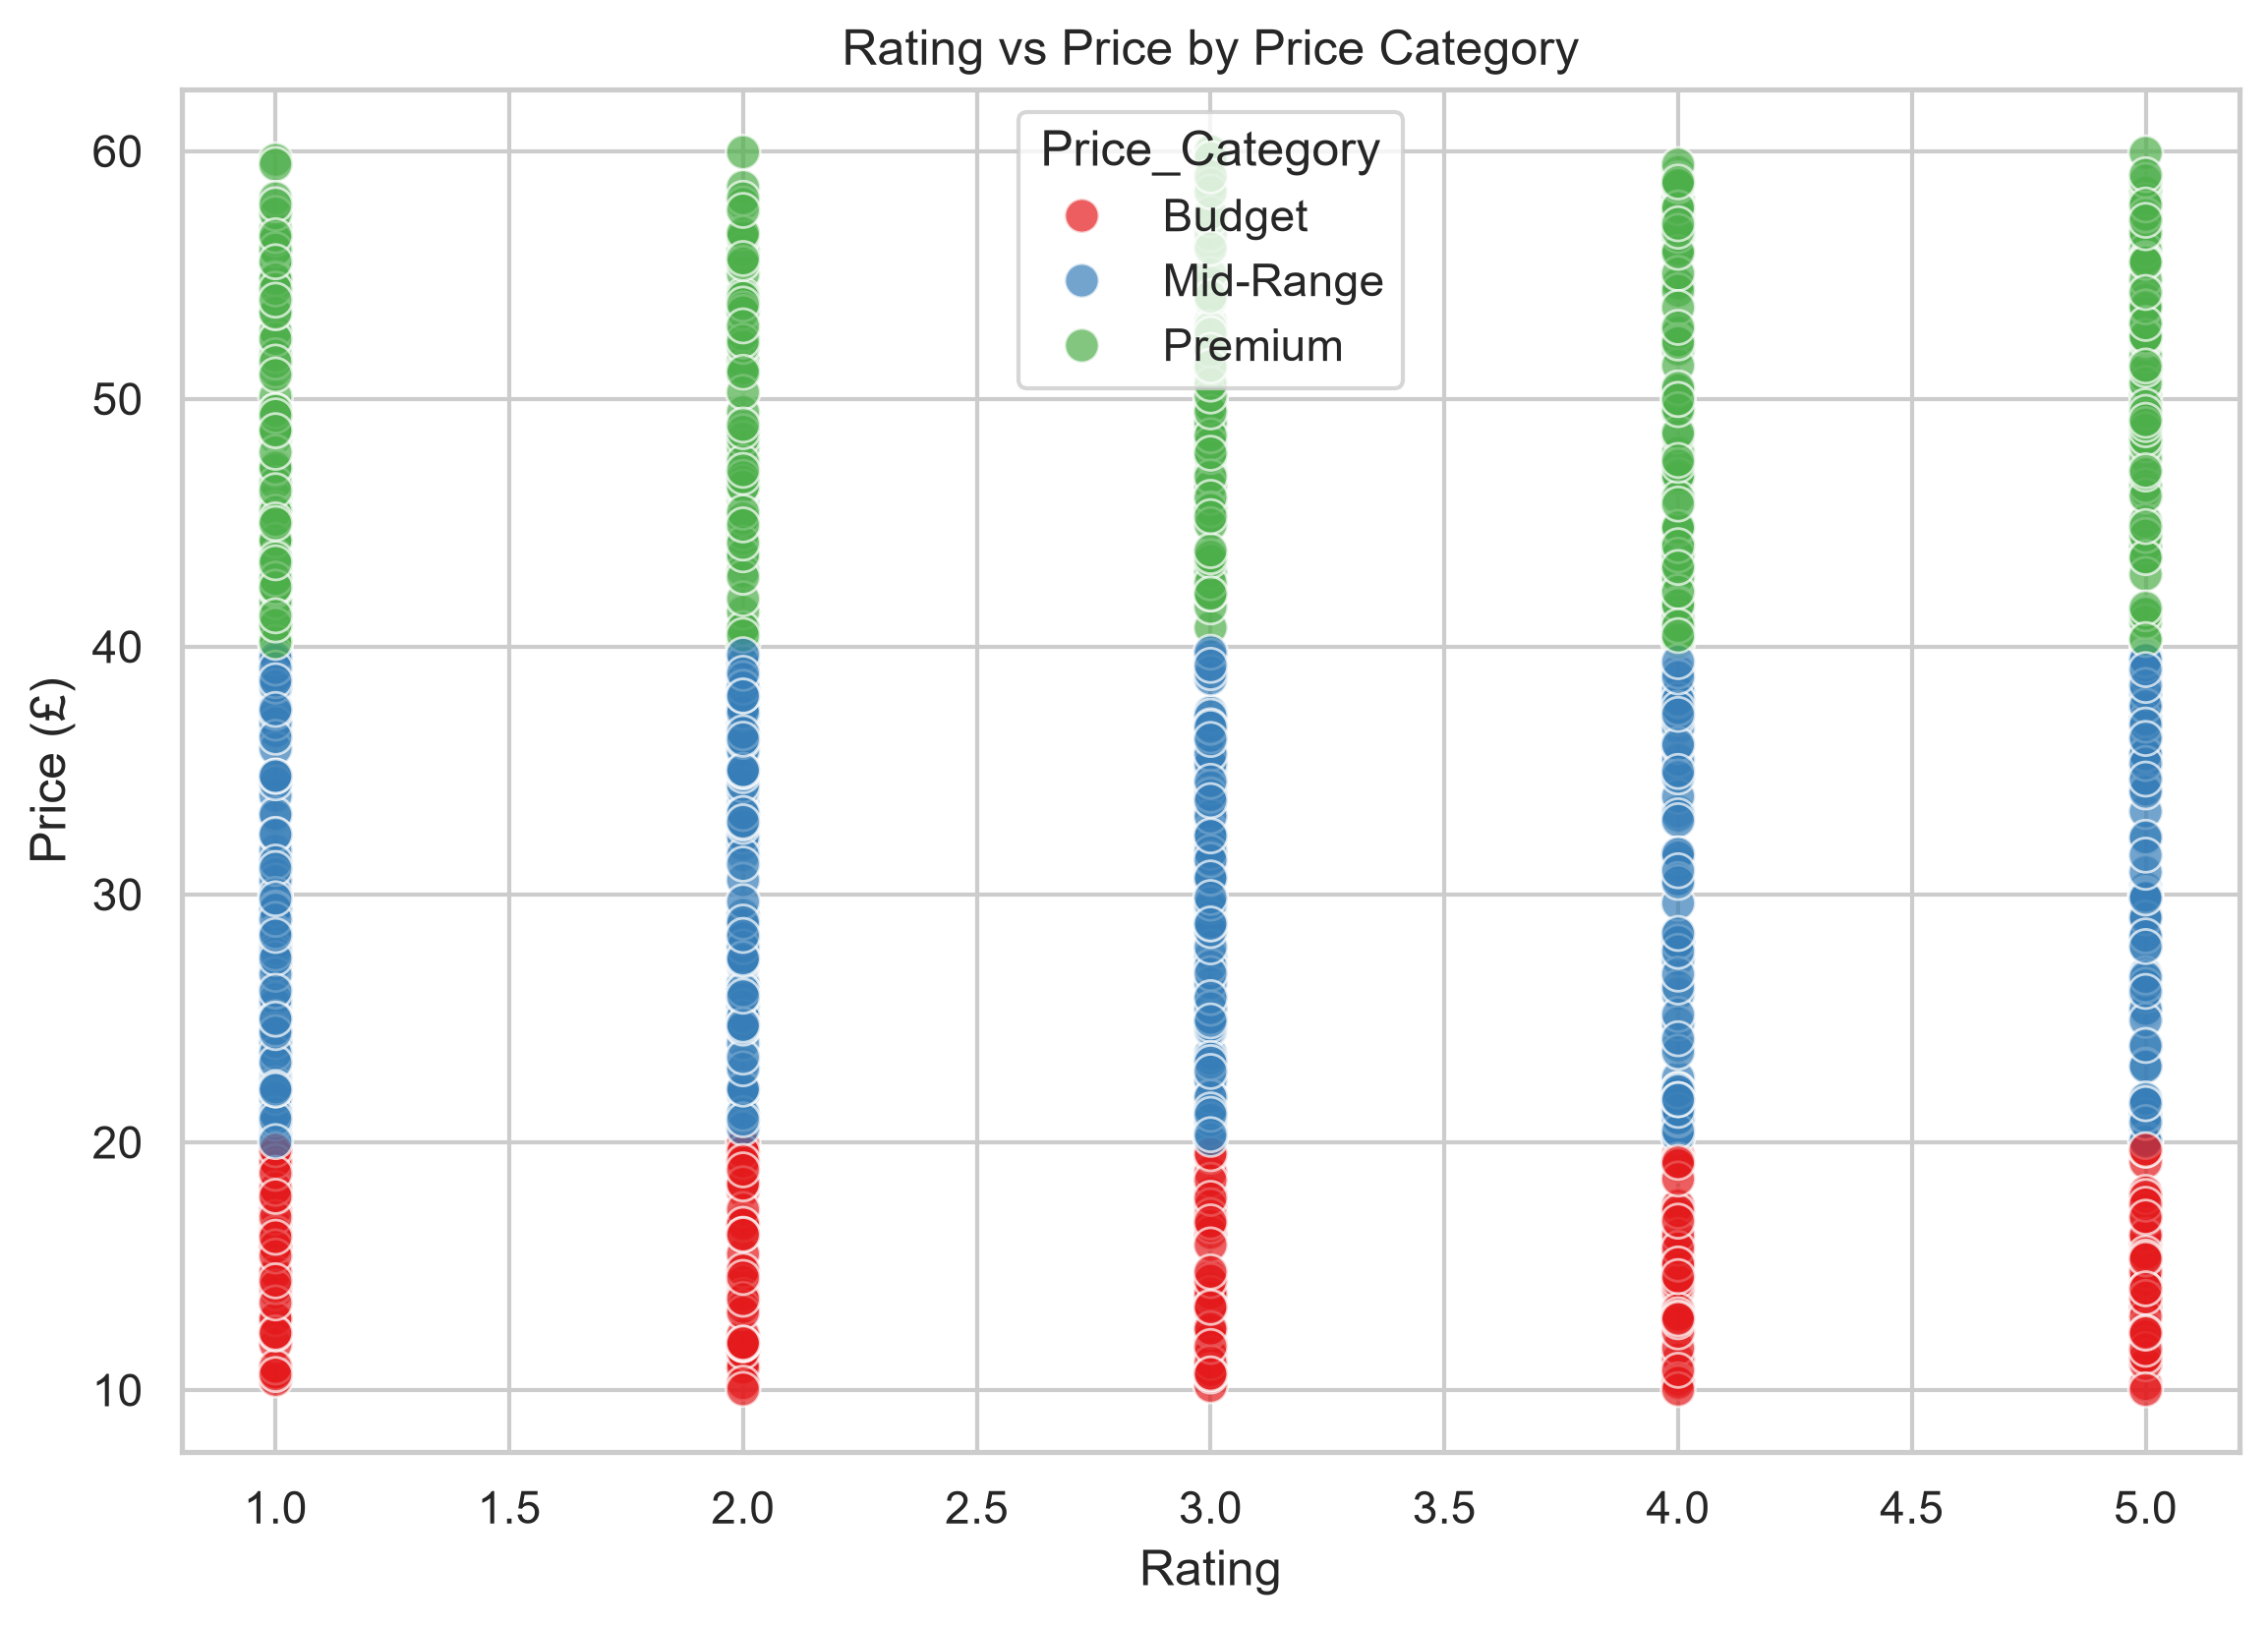 Rating vs Price by Price Category
Price_Category
Budget
Mid-Range
Premium
Price (£)
60
50
40
30
20
10
1.0 1.5 2.0 2.5 3.0 3.5 4.0 4.5 5.0
Rating